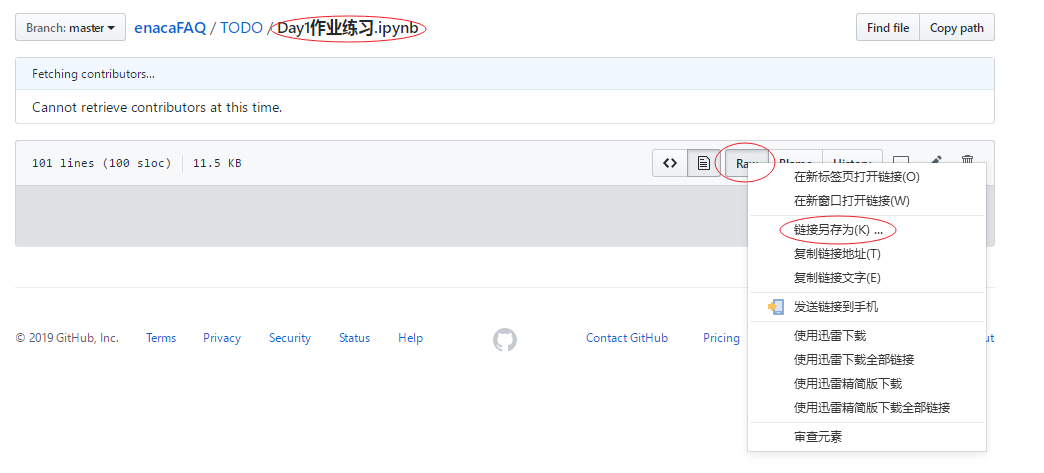 Branch: master enacaFAQ / TODO / Day1作业练习.ipynb Find file Copy path
Fetching contributors...
Cannot retrieve contributors at this time.
101 lines (100 sloc) 11.5 KB Raw Blame History
在新标签页打开链接(O)
在新窗口打开链接(W)
链接另存为(K) ...
复制链接地址(T)
复制链接文字(E)
发送链接到手机
使用迅雷下载
使用迅雷下载全部链接
使用迅雷精简版下载
使用迅雷精简版下载全部链接
审查元素
© 2019 GitHub, Inc. Terms Privacy Security Status Help Contact GitHub Pricing ut